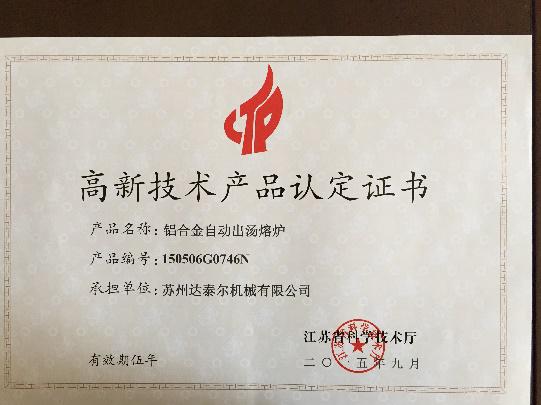 高新技术产品认定证书
产品名称：铝合金自动出汤熔炉
产品编号：150506G0746N
承担单位：苏州达泰尔机械有限公司
江苏省科学技术厅
有效期伍年
二〇一五年九月